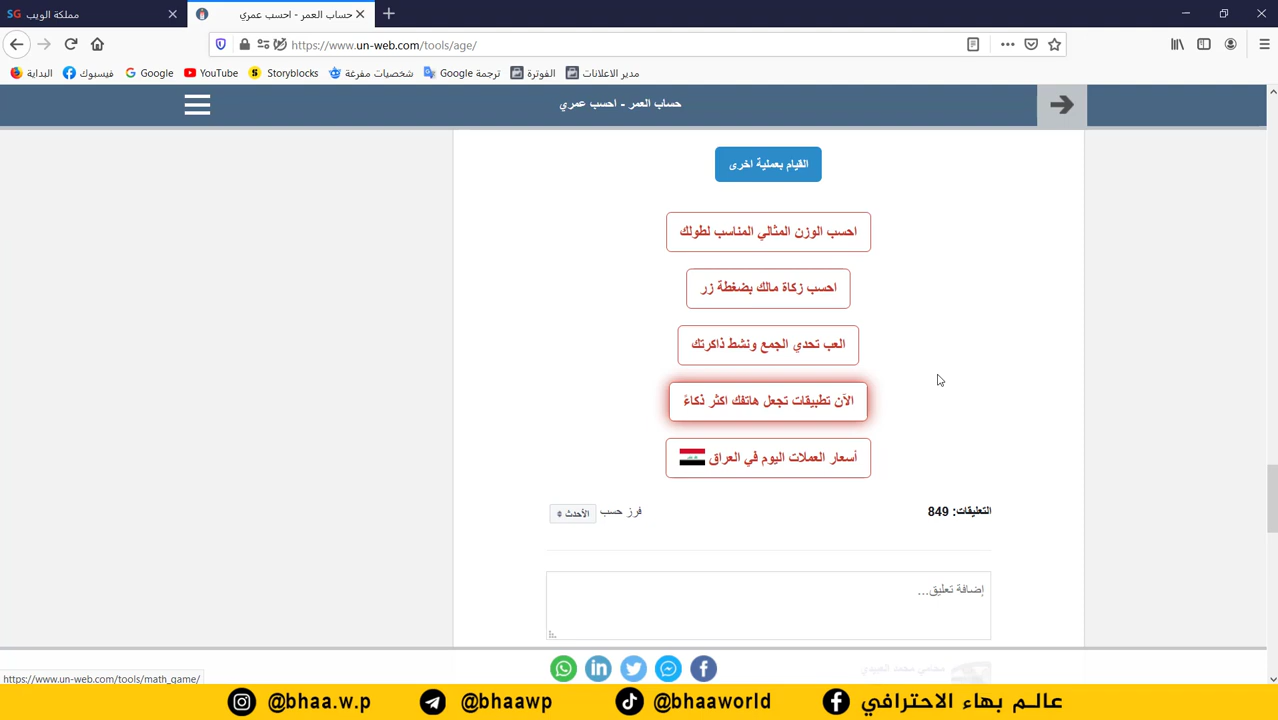 مملكة الويب
حساب العمر - احسب عمري
https://www.un-web.com/tools/age/
البداية
فيسبوك
Google
YouTube
Storyblocks
شخصيات مفرغة
ترجمة Google
الفوترة
مدير الاعلانات
حساب العمر - احسب عمري
القيام بعملية اخرى
احسب الوزن المثالي المناسب لطولك
احسب زكاة مالك بضغطة زر
العب تحدي الجمع ونشط ذاكرتك
الآن تطبيقات تجعل هاتفك اكثر ذكاءً
أسعار العملات اليوم في العراق
التعليقات: 849
فرز حسب الأحدث
إضافة تعليق...
محامي محمد العبيدي
https://www.un-web.com/tools/math_game/
@bhaa.w.p
@bhaawp
@bhaaworld
عالم بهاء الاحترافي